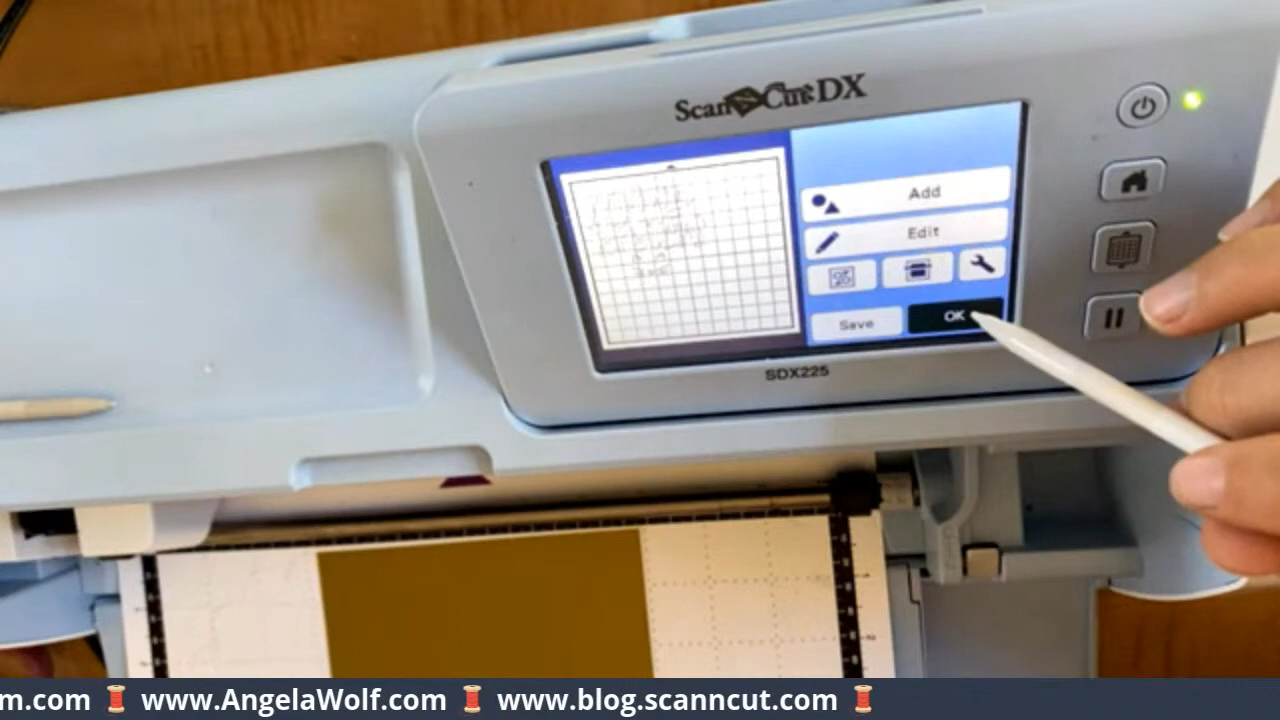 ScanNCut DX
Add
Edit
Save
OK
SDX225
m.com 🧵 www.AngelaWolf.com 🧵 www.blog.scanncut.com 🧵